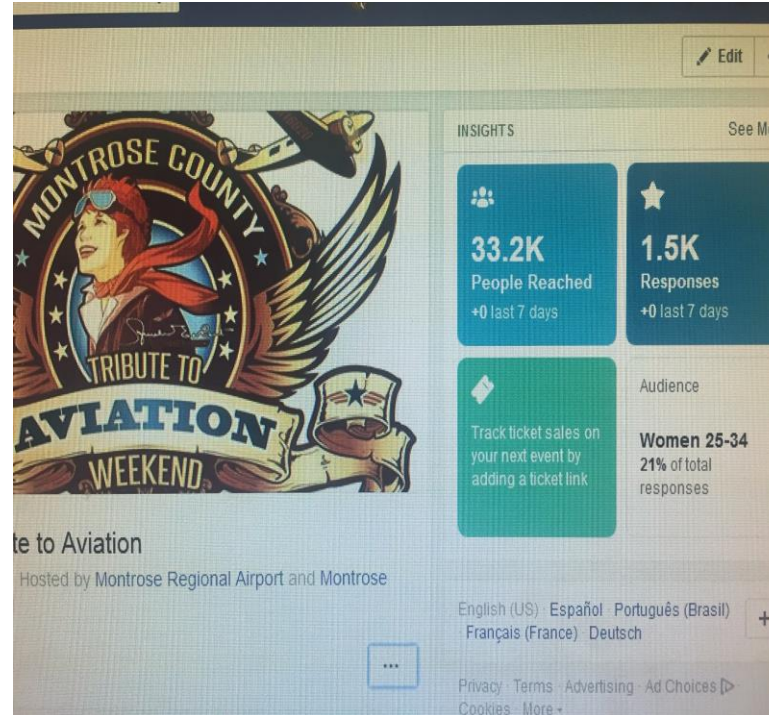 Edit
MONTROSE COUNTY
TRIBUTE TO
AVIATION
WEEKEND
te to Aviation
Hosted by Montrose Regional Airport and Montrose
...
INSIGHTS
See M
33.2K
People Reached
+0 last 7 days
1.5K
Responses
+0 last 7 days
Track ticket sales on
your next event by
adding a ticket link
Audience
Women 25-34
21% of total
responses
English (US) · Español · Português (Brasil)
· Français (France) · Deutsch
+
Privacy · Terms · Advertising · Ad Choices
Cookies · More